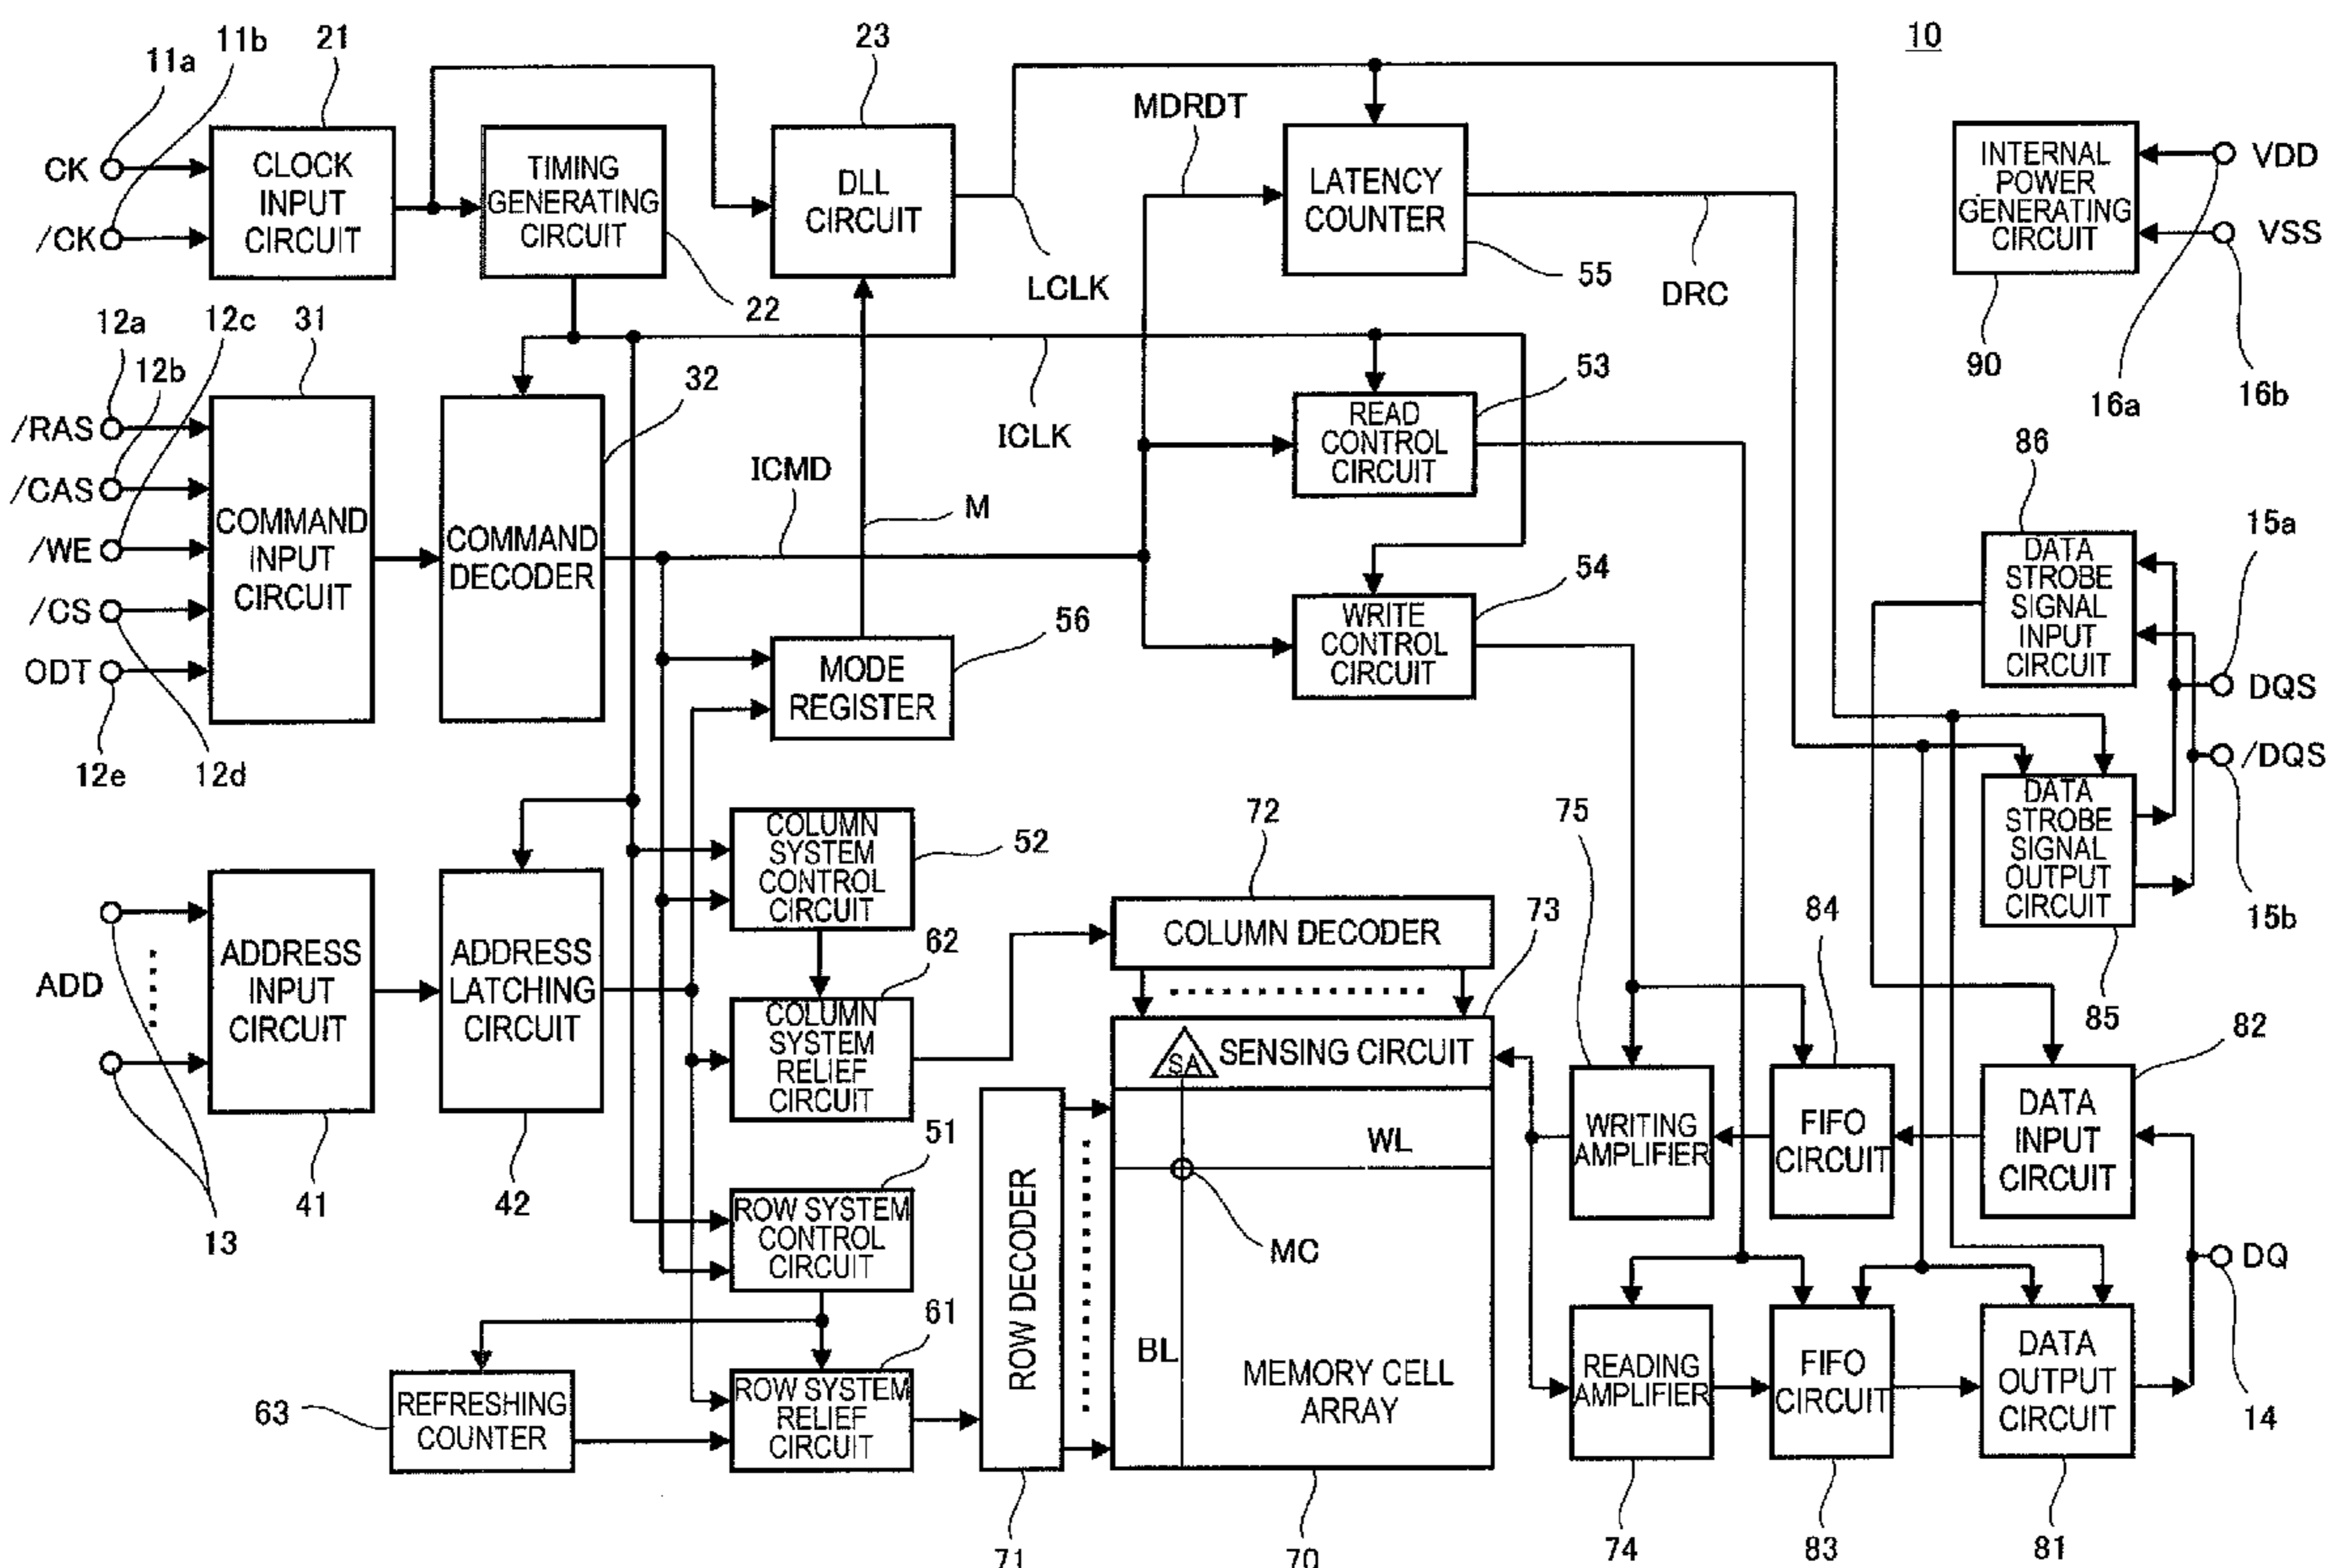 10
11a
11b
21
23
CK
/CK
CLOCK
INPUT
CIRCUIT
TIMING
GENERATING
CIRCUIT
22
DLL
CIRCUIT
LCLK
MDRDT
LATENCY
COUNTER
55
DRC
INTERNAL
POWER
GENERATING
CIRCUIT
90
VDD
VSS
16a
16b
12a
12b
12c
31
32
/RAS
/CAS
/WE
/CS
ODT
12e
12d
COMMAND
INPUT
CIRCUIT
COMMAND
DECODER
ICMD
M
ICLK
READ
CONTROL
CIRCUIT
53
WRITE
CONTROL
CIRCUIT
54
MODE
REGISTER
56
86
DATA
STROBE
SIGNAL
INPUT
CIRCUIT
15a
DQS
/DQS
15b
DATA
STROBE
SIGNAL
OUTPUT
CIRCUIT
85
ADD
13
ADDRESS
INPUT
CIRCUIT
41
ADDRESS
LATCHING
CIRCUIT
42
COLUMN
SYSTEM
CONTROL
CIRCUIT
52
COLUMN
SYSTEM
RELIEF
CIRCUIT
62
ROW SYSTEM
CONTROL
CIRCUIT
51
ROW SYSTEM
RELIEF
CIRCUIT
61
REFRESHING
COUNTER
63
72
COLUMN DECODER
73
SA
SENSING CIRCUIT
ROW DECODER
71
WL
MC
BL
MEMORY CELL
ARRAY
70
75
WRITING
AMPLIFIER
84
FIFO
CIRCUIT
82
DATA
INPUT
CIRCUIT
READING
AMPLIFIER
74
FIFO
CIRCUIT
83
DATA
OUTPUT
CIRCUIT
81
DQ
14